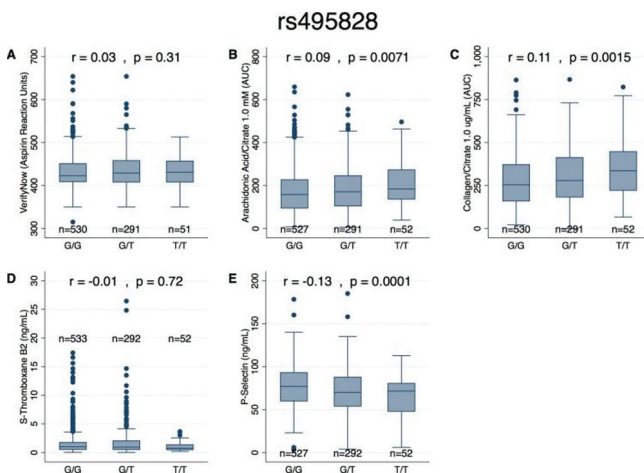 rs495828
A
r = 0.03 , p = 0.31
VerifyNow (Aspirin Reaction Units)
700
600
500
400
300
n=530
n=291
n=51
G/G
G/T
T/T
B
r = 0.09 , p = 0.0071
Arachidonic Acid/Citrate 1.0 mM (AUC)
800
600
400
200
0
n=527
n=291
n=52
G/G
G/T
T/T
C
r = 0.11 , p = 0.0015
Collagen/Citrate 1.0 ug/mL (AUC)
1,000
750
500
250
0
n=530
n=291
n=52
G/G
G/T
T/T
D
r = -0.01 , p = 0.72
S-Thromboxane B2 (ng/mL)
30
25
20
15
10
5
0
n=533
n=292
n=52
G/G
G/T
T/T
E
r = -0.13 , p = 0.0001
P-Selectin (ng/mL)
200
150
100
50
0
n=527
n=292
n=52
G/G
G/T
T/T